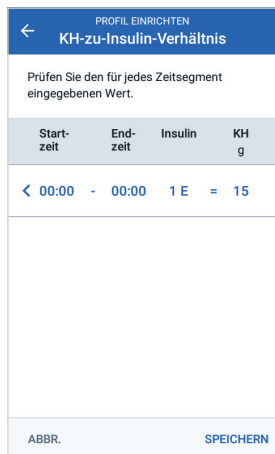 PROFIL EINRICHTEN
KH-zu-Insulin-Verhältnis
Prüfen Sie den für jedes Zeitsegment
eingegebenen Wert.
Start- End- Insulin KH
zeit zeit g
00:00 - 00:00 1 E = 15
ABBR. SPEICHERN